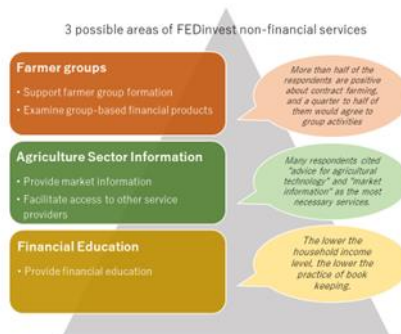 3 possible areas of FEDinvest non-financial services
Farmer groups
• Support farmer group formation
• Examine group-based financial products
More than half of the
respondents are positive
about contract farming,
and a quarter to half of
them would agree to
group activities
Agriculture Sector Information
• Provide market information
• Facilitate access to other service
providers
Many respondents cited
"advice for agricultural
technology" and "market
information" as the most
necessary services.
Financial Education
• Provide financial education
The lower the
household income
level, the lower the
practice of book
keeping.